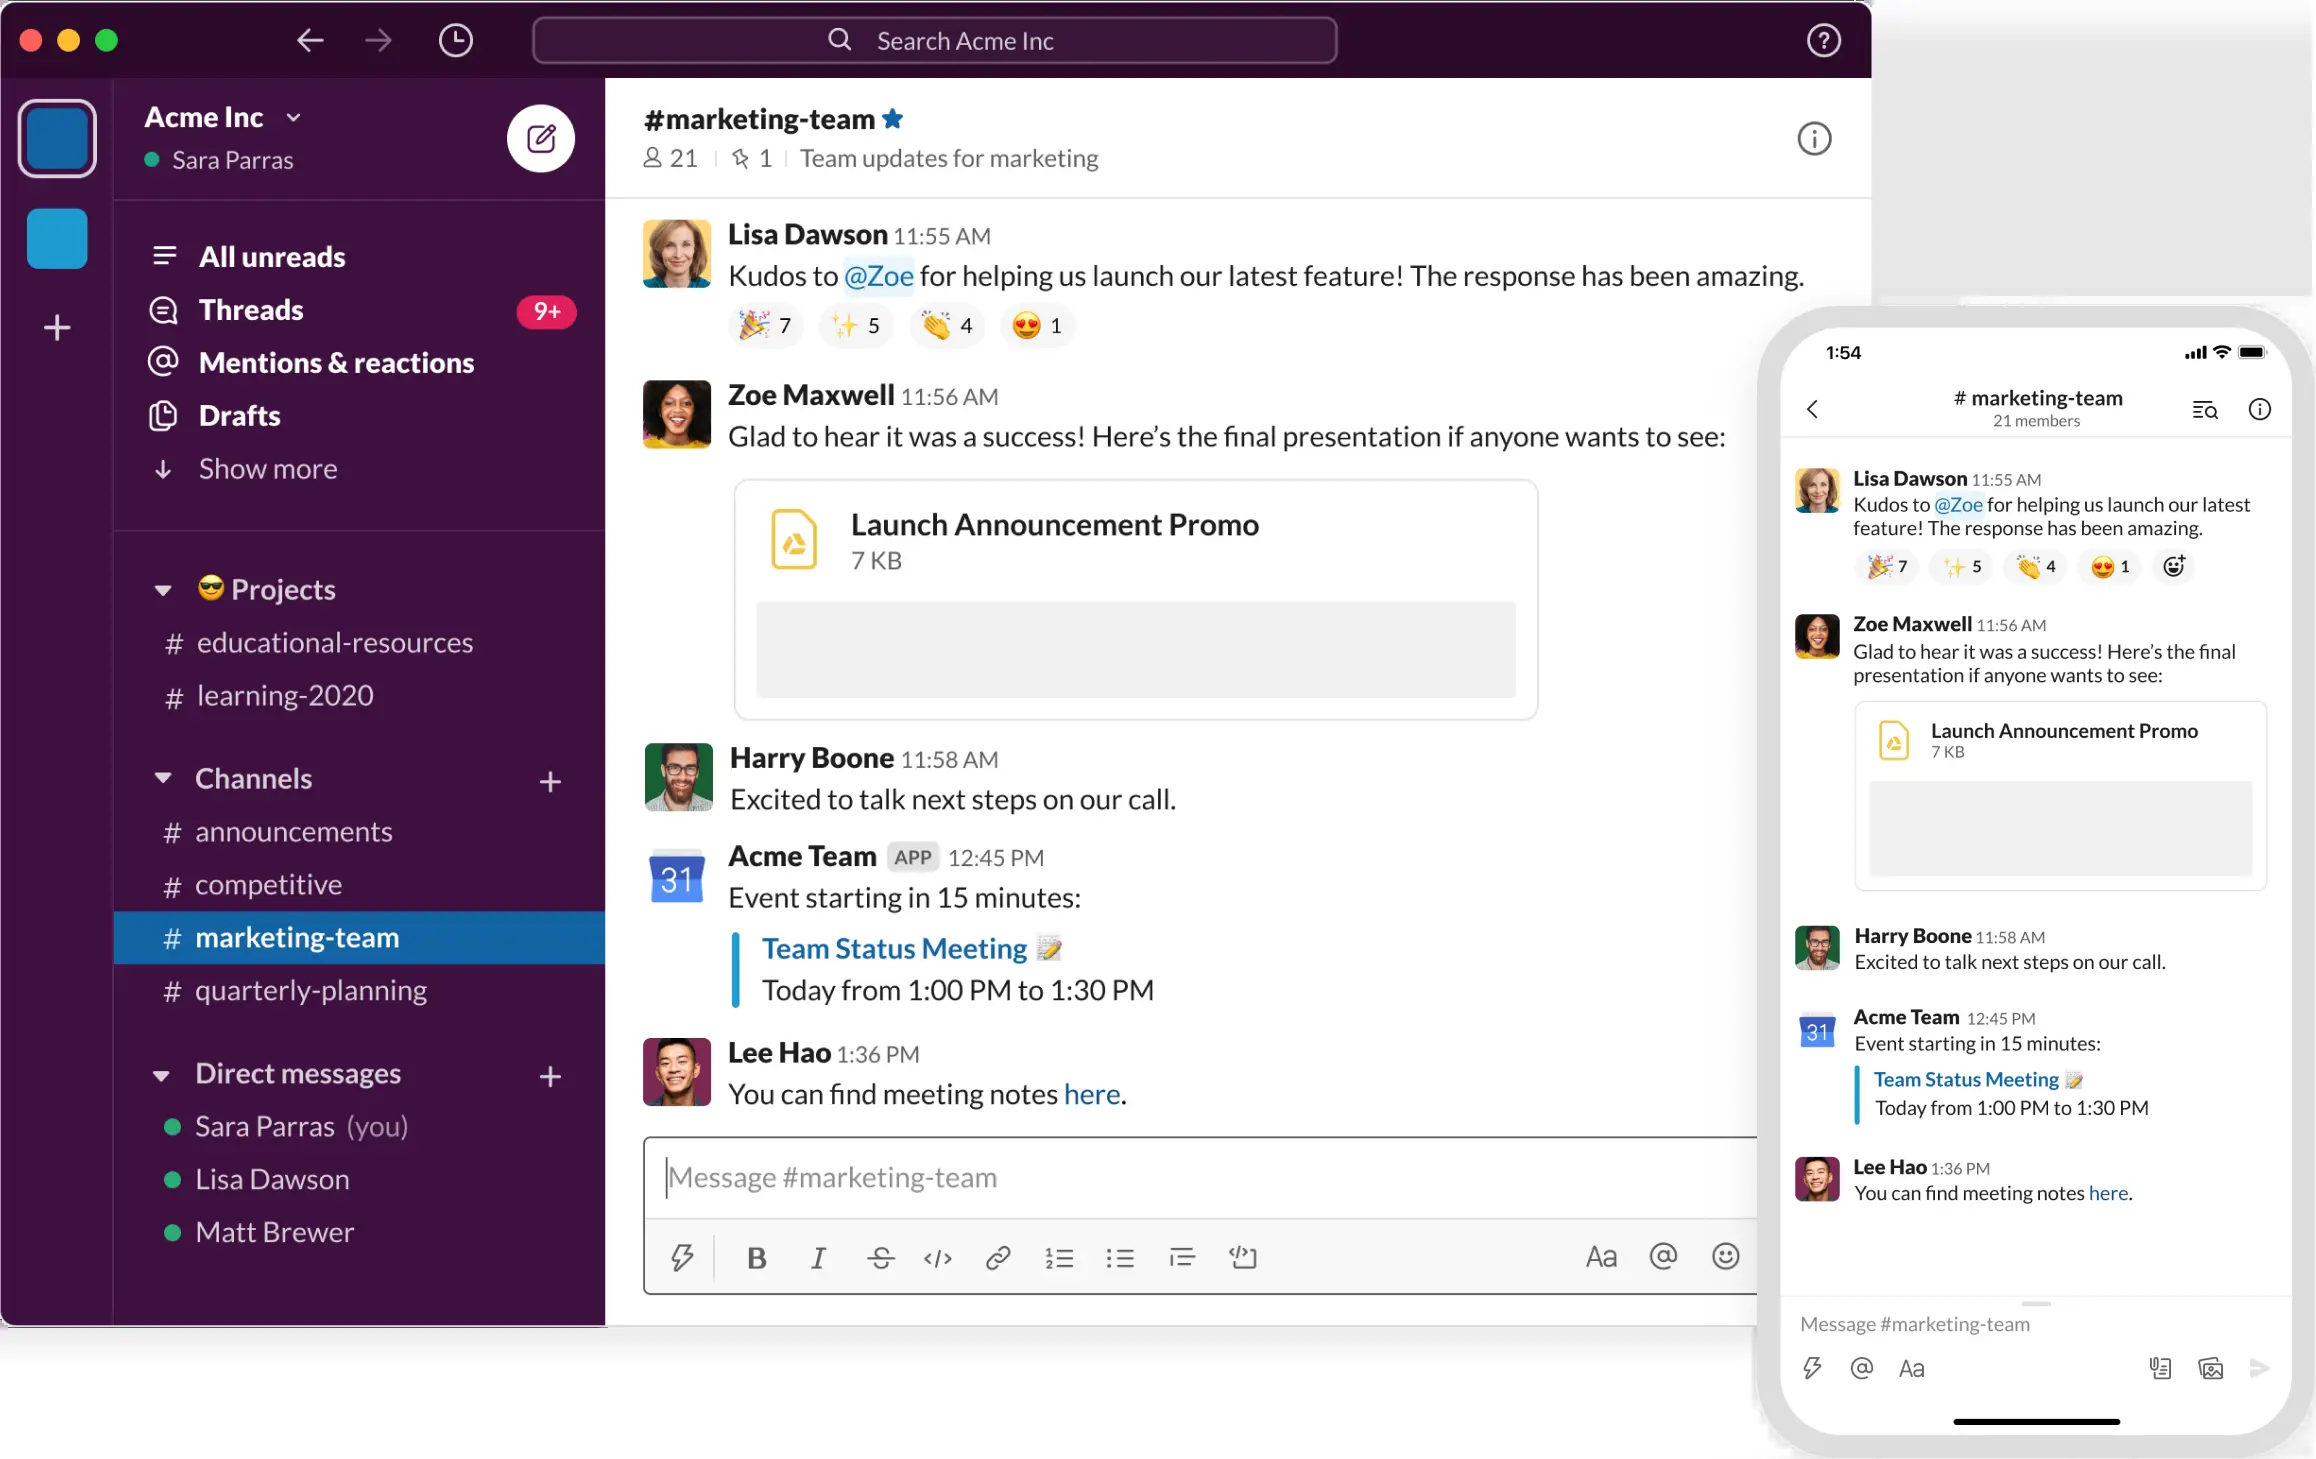 Search Acme Inc
Acme Inc
Sara Parras
All unreads
Threads 9+
Mentions & reactions
Drafts
Show more
Projects
# educational-resources
# learning-2020
Channels
# announcements
# competitive
# marketing-team
# quarterly-planning
Direct messages
Sara Parras (you)
Lisa Dawson
Matt Brewer
#marketing-team
21 1 Team updates for marketing
Lisa Dawson 11:55 AM
Kudos to @Zoe for helping us launch our latest feature! The response has been amazing.
7 5 4 1
Zoe Maxwell 11:56 AM
Glad to hear it was a success! Here’s the final presentation if anyone wants to see:
Launch Announcement Promo
7 KB
Harry Boone 11:58 AM
Excited to talk next steps on our call.
31
Acme Team APP 12:45 PM
Event starting in 15 minutes:
Team Status Meeting
Today from 1:00 PM to 1:30 PM
Lee Hao 1:36 PM
You can find meeting notes here.
Message #marketing-team
B I S Aa @
1:54
# marketing-team
21 members
Lisa Dawson 11:55 AM
Kudos to @Zoe for helping us launch our latest
feature! The response has been amazing.
7 5 4 1
Zoe Maxwell 11:56 AM
Glad to hear it was a success! Here’s the final
presentation if anyone wants to see:
Launch Announcement Promo
7 KB
Harry Boone 11:58 AM
Excited to talk next steps on our call.
31
Acme Team 12:45 PM
Event starting in 15 minutes:
Team Status Meeting
Today from 1:00 PM to 1:30 PM
Lee Hao 1:36 PM
You can find meeting notes here.
Message #marketing-team
@ Aa